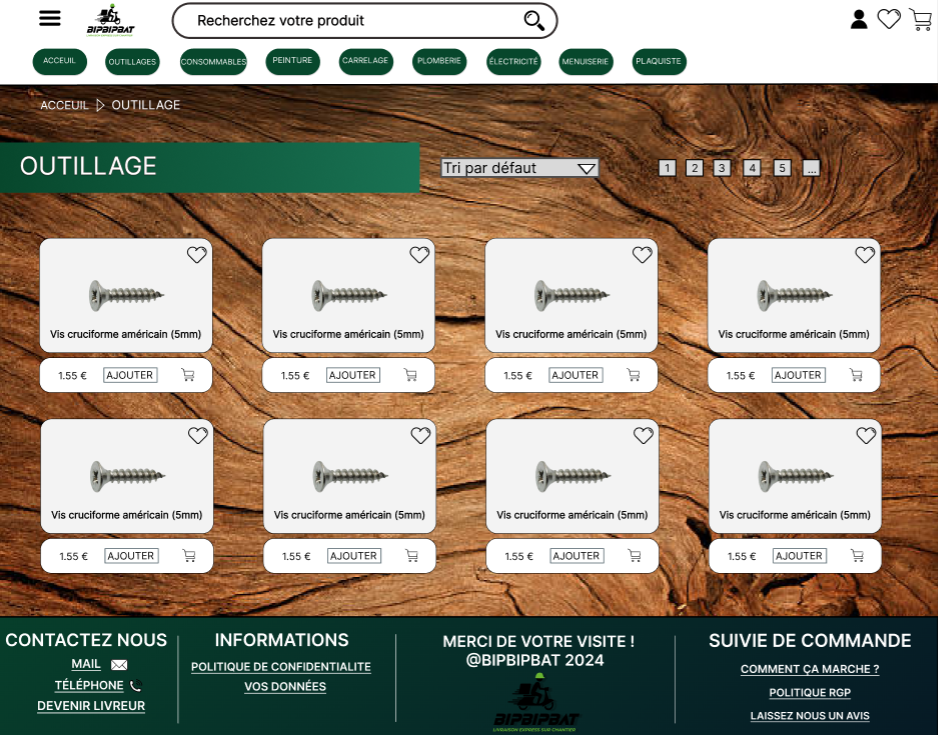 BIPBIPBAT
LIVRAISON EXPRESS SUR CHANTIER
Recherchez votre produit
ACCEUIL
OUTILLAGES
CONSOMMABLES
PEINTURE
CARRELAGE
PLOMBERIE
ÉLECTRICITÉ
MENUISERIE
PLAQUISTE
ACCEUIL OUTILLAGE
OUTILLAGE
Tri par défaut
1 2 3 4 5 ...
Vis cruciforme américain (5mm)
Vis cruciforme américain (5mm)
Vis cruciforme américain (5mm)
Vis cruciforme américain (5mm)
1.55 € AJOUTER
1.55 € AJOUTER
1.55 € AJOUTER
1.55 € AJOUTER
Vis cruciforme américain (5mm)
Vis cruciforme américain (5mm)
Vis cruciforme américain (5mm)
Vis cruciforme américain (5mm)
1.55 € AJOUTER
1.55 € AJOUTER
1.55 € AJOUTER
1.55 € AJOUTER
CONTACTEZ NOUS
MAIL
TÉLÉPHONE
DEVENIR LIVREUR
INFORMATIONS
POLITIQUE DE CONFIDENTIALITE
VOS DONNÉES
MERCI DE VOTRE VISITE !
@BIPBIPBAT 2024
BIPBIPBAT
LIVRAISON EXPRESS SUR CHANTIER
SUIVIE DE COMMANDE
COMMENT ÇA MARCHE ?
POLITIQUE RGP
LAISSEZ NOUS UN AVIS